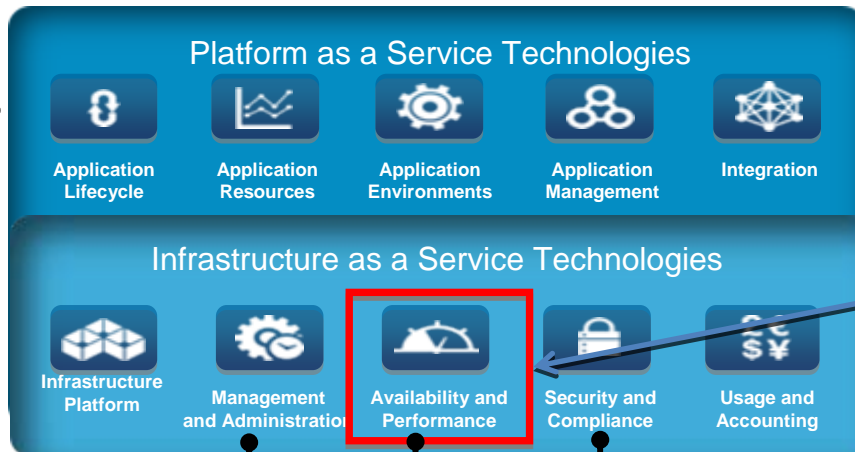 Platform as a Service Technologies
Application
Lifecycle
Application
Resources
Application
Environments
Application
Management
Integration
Infrastructure as a Service Technologies
£ €
$ ¥
Infrastructure
Platform
Management
and Administration
Availability and
Performance
Security and
Compliance
Usage and
Accounting